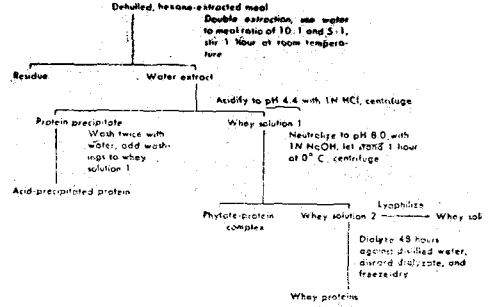 Dehulled, hexane-extracted meal
Double extraction, use water
to meal ratio of 10:1 and 5:1,
stir 1 hour at room tempera-
ture
Residue
Water extract
Acidify to pH 4.4 with 1N HCl, centrifuge
Protein precipitate
Wash twice with
water, add wash-
ings to whey
solution 1
Whey solution 1
Neutralize to pH 8.0 with
1N NaOH, let stand 1 hour
at 0° C, centrifuge
Acid-precipitated protein
Lyophilize
Phytate-protein
complex
Whey solution 2
Whey soli
Dialyze 48 hours
against distilled water,
discard dialyzate, and
freeze-dry
Whey proteins